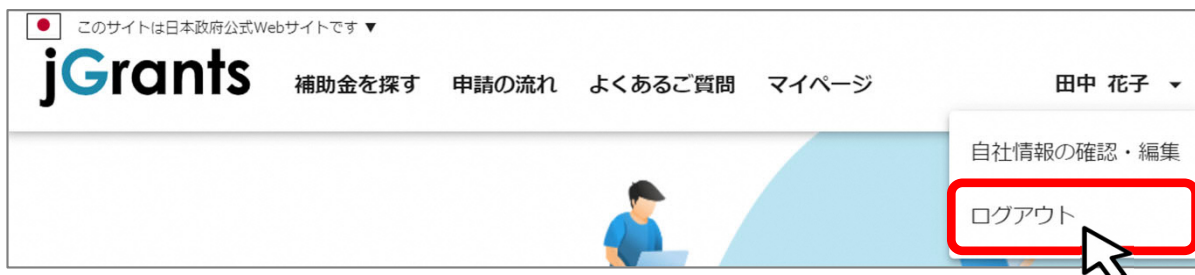 このサイトは日本政府公式Webサイトです ▼
jGrants 補助金を探す 申請の流れ よくあるご質問 マイページ 田中 花子
自社情報の確認・編集
ログアウト